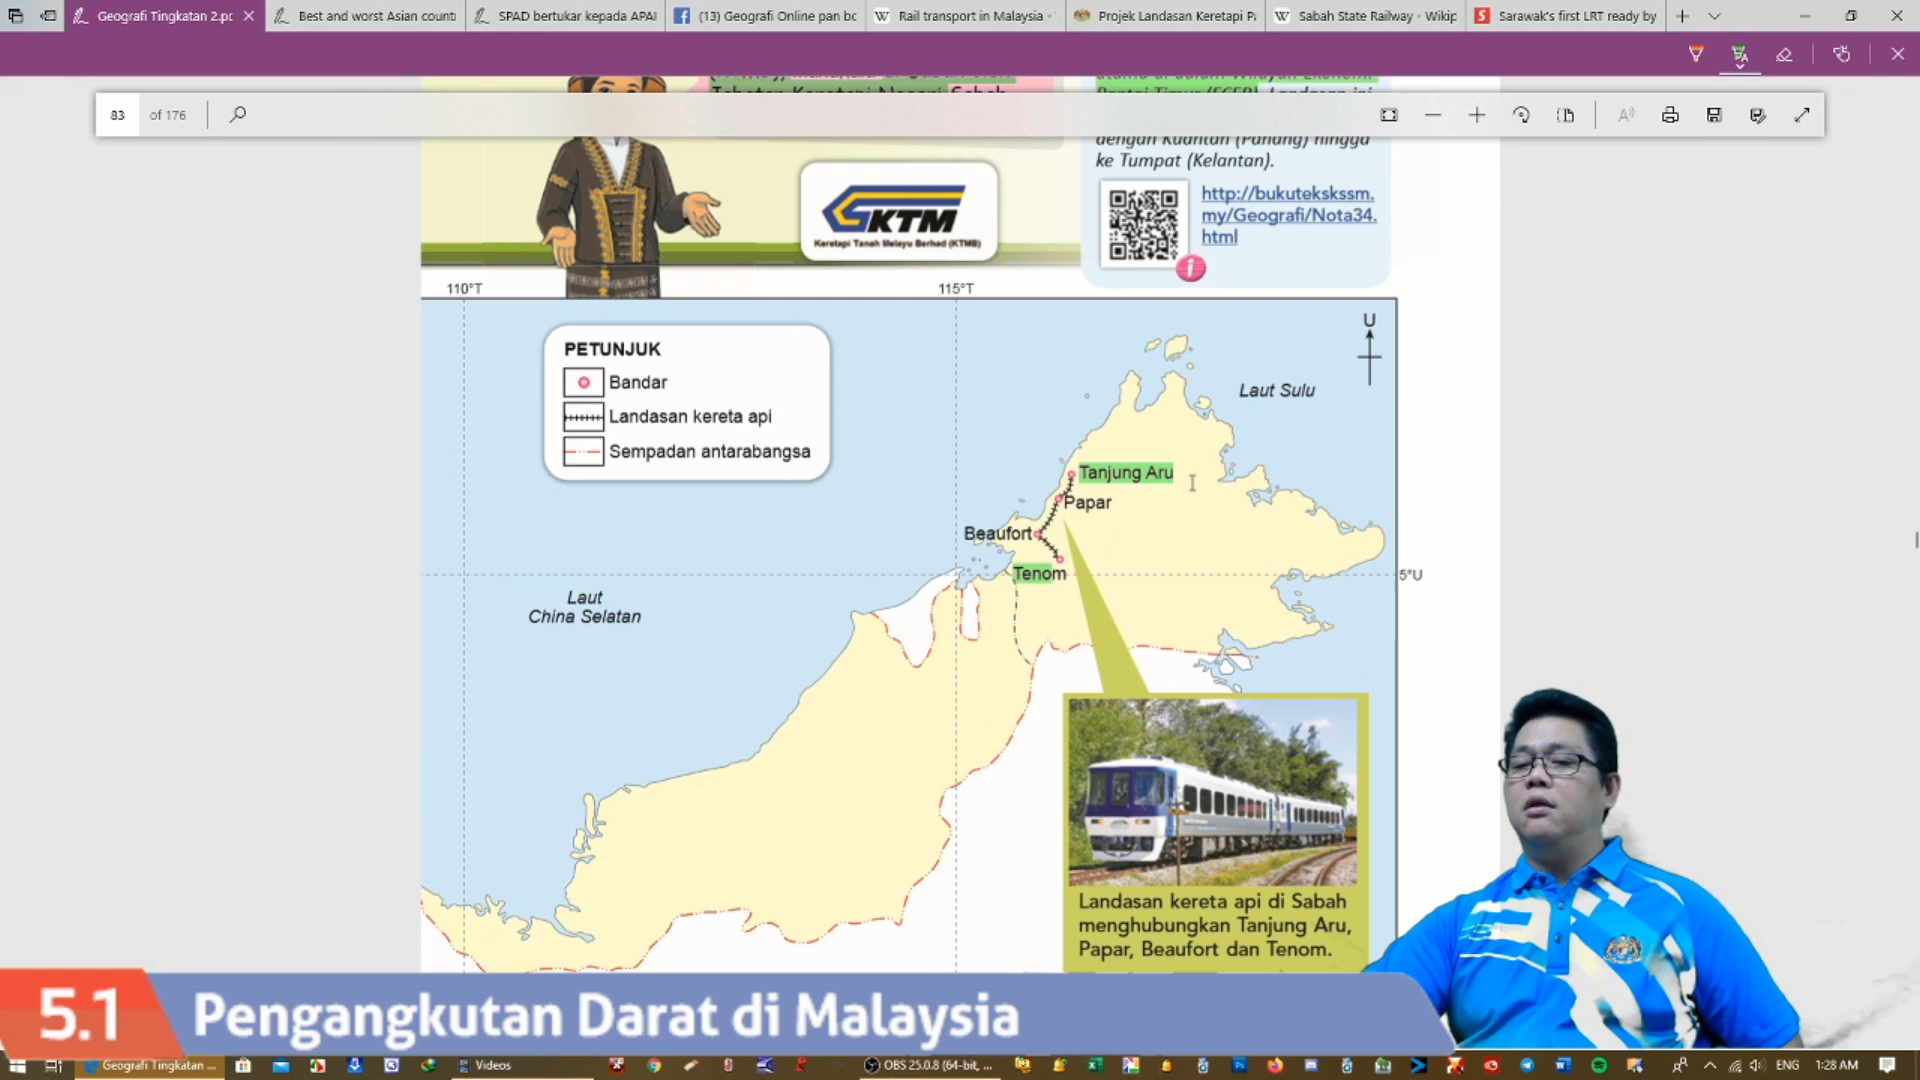 Geografi Tingkatan 2.pc
Best and worst Asian counti
SPAD bertukar kepada APAI
(13) Geografi Online pan bo
Rail transport in Malaysia -
Projek Landasan Keretapi Pa
Sabah State Railway - Wikip
Sarawak's first LRT ready by
83 of 176
dengan Kuantan (Pahang) hingga
ke Tumpat (Kelantan).
http://bukutekskssm.
my/Geografi/Nota34.
html
KTM
Keretapi Tanah Melayu Berhad (KTMB)
110°T
115°T
U
PETUNJUK
Bandar
Landasan kereta api
Sempadan antarabangsa
Laut Sulu
Tanjung Aru
Papar
Beaufort
Tenom
5°U
Laut
China Selatan
Landasan kereta api di Sabah
menghubungkan Tanjung Aru,
Papar, Beaufort dan Tenom.
5.1 Pengangkutan Darat di Malaysia
Geografi Tingkatan ...
Videos
OBS 25.0.8 (64-bit, ...
ENG
1:28 AM